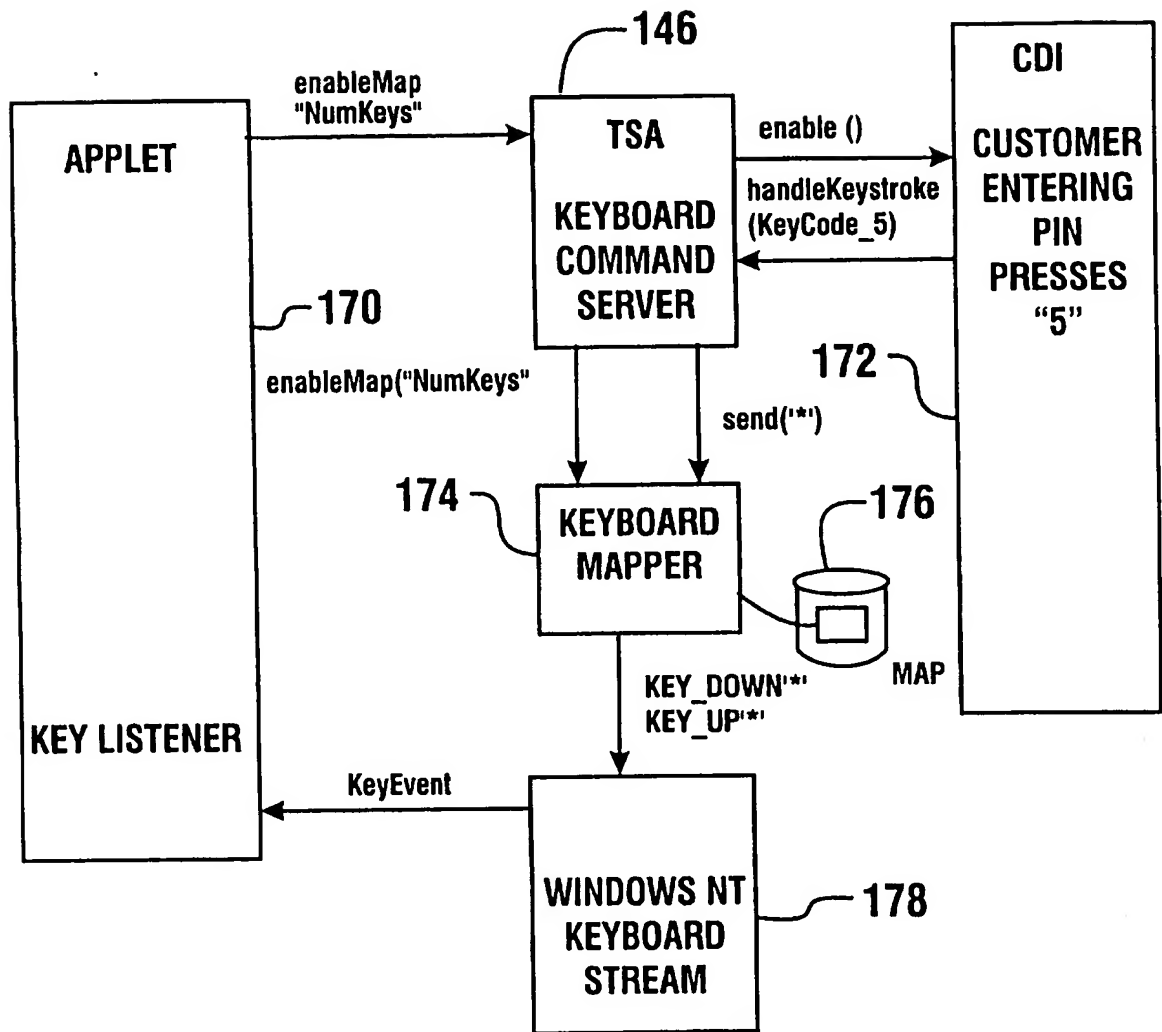 146
CDI
CUSTOMER
ENTERING
PIN
PRESSES
“5”
enableMap
"NumKeys"
APPLET
TSA
KEYBOARD
COMMAND
SERVER
enable ()
handleKeystroke
(KeyCode_5)
170
172
enableMap("NumKeys"
send('*')
174
KEYBOARD
MAPPER
176
MAP
KEY_DOWN'*'
KEY_UP'*'
KEY LISTENER
KeyEvent
WINDOWS NT
KEYBOARD
STREAM
178